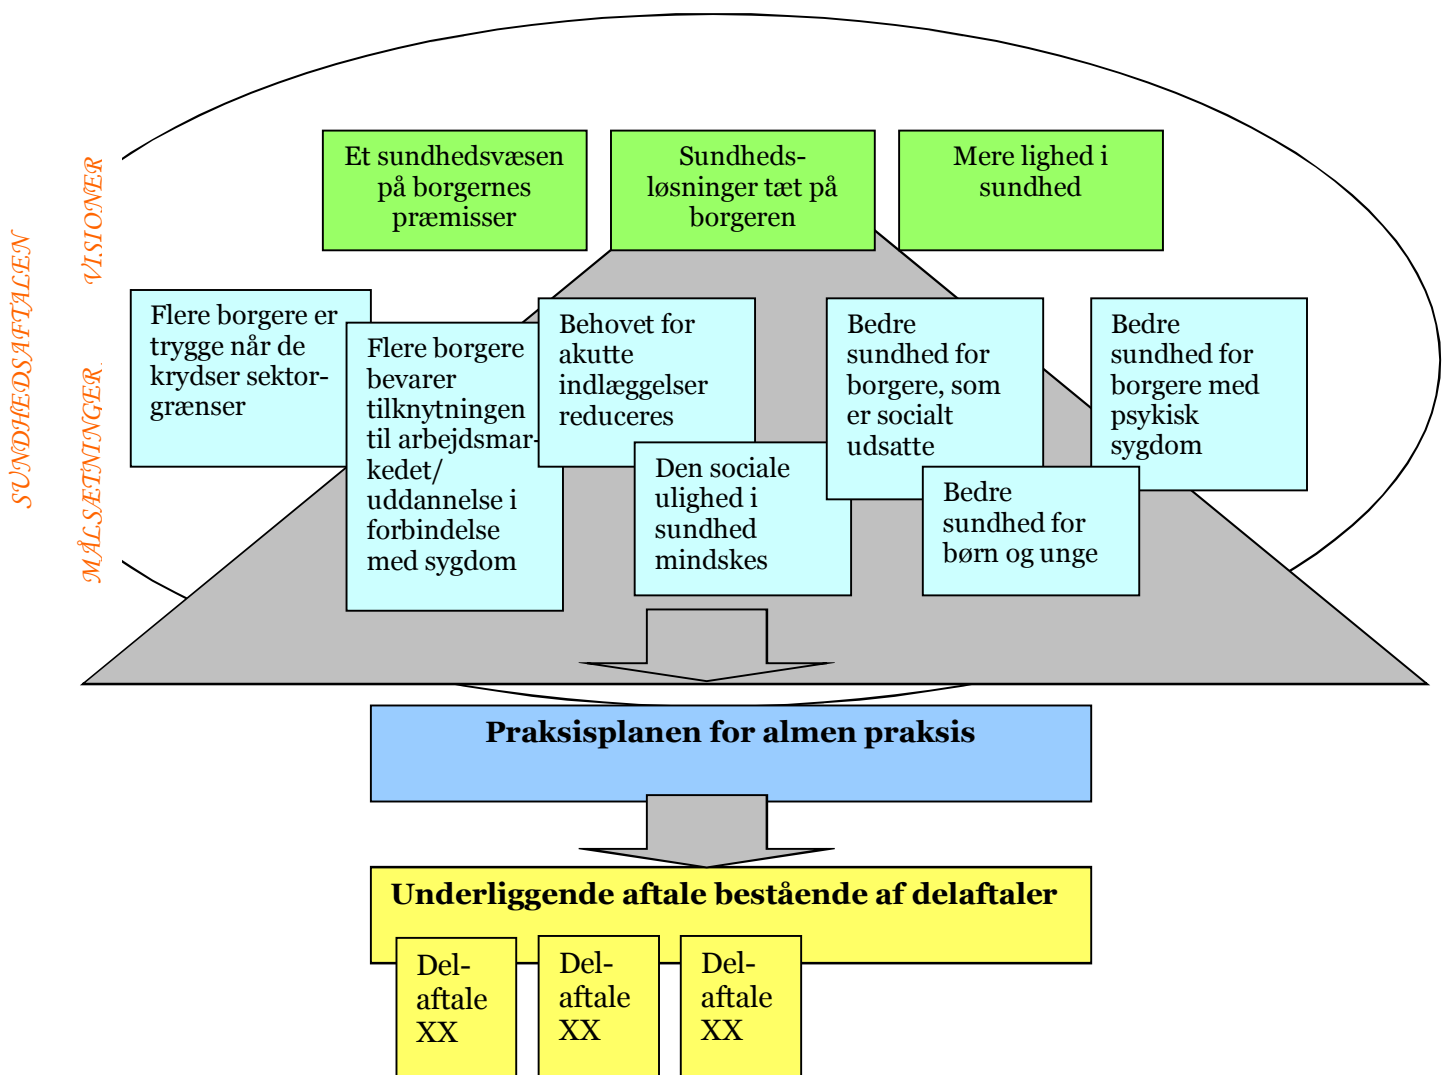 SUNDHEDSAFTALEN
VISIONER
MÅLSÆTNINGER
Et sundhedsvæsen
på borgernes
præmisser
Sundheds-
løsninger tæt på
borgeren
Mere lighed i
sundhed
Flere borgere er
trygge når de
krydser sektor-
grænser
Flere borgere
bevarer
tilknytningen
til arbejdsmar-
kedet/
uddannelse i
forbindelse
med sygdom
Behovet for
akutte
indlæggelser
reduceres
Den sociale
ulighed i
sundhed
mindskes
Bedre
sundhed for
borgere, som
er socialt
udsatte
Bedre
sundhed for
børn og unge
Bedre
sundhed for
borgere med
psykisk
sygdom
Praksisplanen for almen praksis
Underliggende aftale bestående af delaftaler
Del-
aftale
XX
Del-
aftale
XX
Del-
aftale
XX